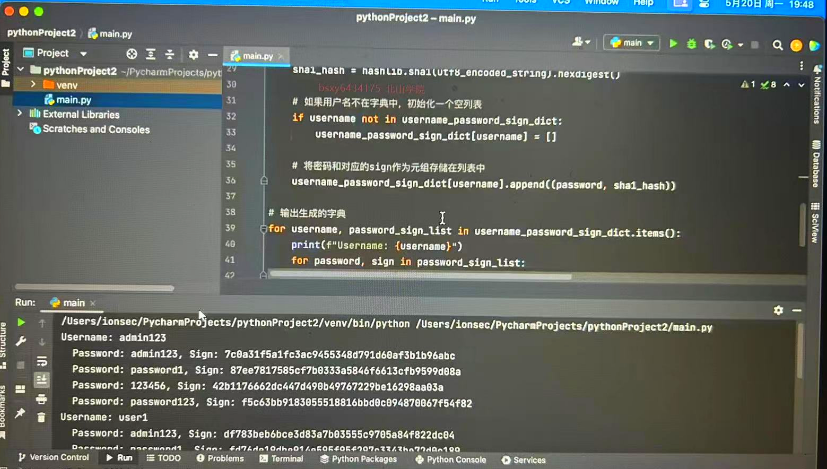 Run Tools VCS Window Help 5月20日 周一 19:48
pythonProject2 – main.py
pythonProject2 〉 main.py
main
Project
main.py ×
pythonProject2 ~/PycharmProjects/pyt
venv
main.py
External Libraries
Scratches and Consoles
Project
Notifications
Database
SciView
1 8
29 sha1_hash = hashlib.sha1(utf8_encoded_string).hexdigest()
30
31 # 如果用户名不在字典中，初始化一个空列表
32 if username not in username_password_sign_dict:
33 username_password_sign_dict[username] = []
34
35 # 将密码和对应的sign作为元组存储在列表中
36 username_password_sign_dict[username].append((password, sha1_hash))
37
38 # 输出生成的字典
39 for username, password_sign_list in username_password_sign_dict.items():
40 print(f"Username: {username}")
41 for password, sign in password_sign_list:
42
Run: main ×
/Users/ionsec/PycharmProjects/pythonProject2/venv/bin/python /Users/ionsec/PycharmProjects/pythonProject2/main.py
Username: admin123
Password: admin123, Sign: 7c0a31f5a1fc3ac9455348d791d60af3b1b96abc
Password: password1, Sign: 87ee7817585cf7b0333a5846f6613cfb9599d08a
Password: 123456, Sign: 42b1176662dc447d490b49767229be16298aa03a
Password: password123, Sign: f5c63bb9183055518816bbd0c094870067f54f82
Username: user1
Password: admin123, Sign: df783beb6bce3d83a7b03555c9705a84f822dc04
Structure
Bookmarks
Version Control Run TODO Problems Terminal Python Packages Python Console Services